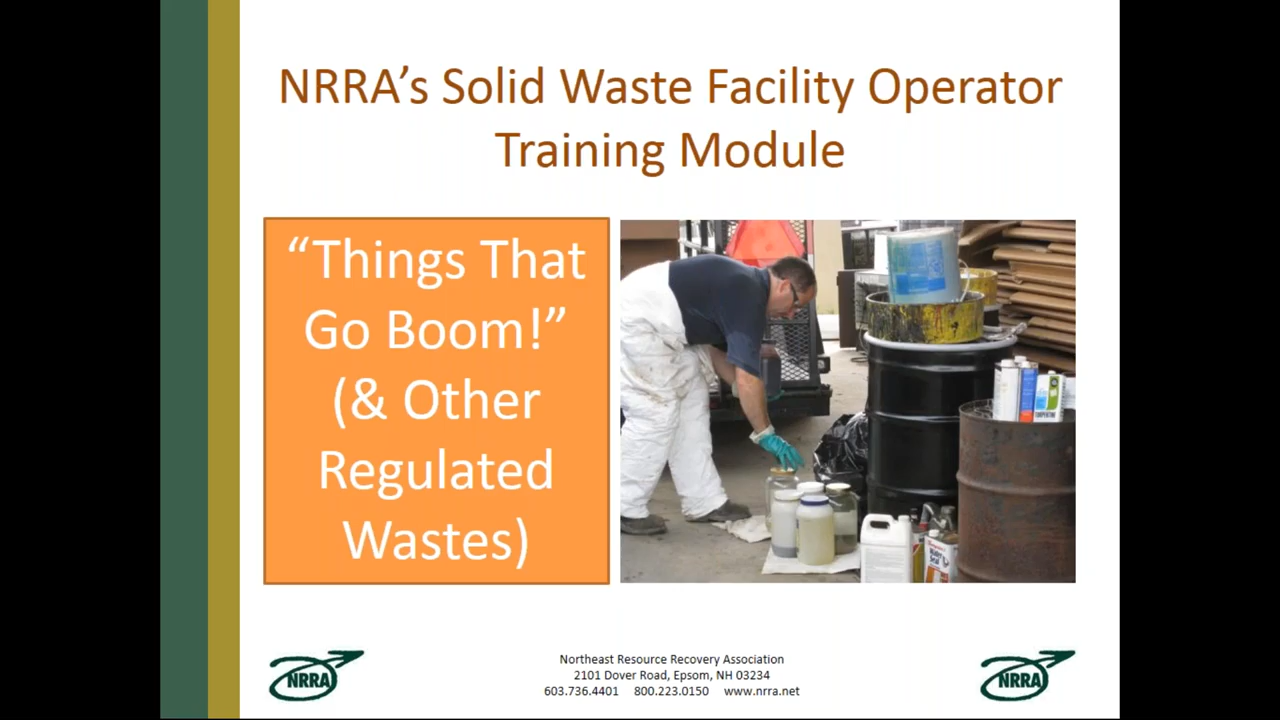 NRRA’s Solid Waste Facility Operator
Training Module
“Things That
Go Boom!”
(& Other
Regulated
Wastes)
NRRA
Northeast Resource Recovery Association
2101 Dover Road, Epsom, NH 03234
603.736.4401 800.223.0150 www.nrra.net
NRRA